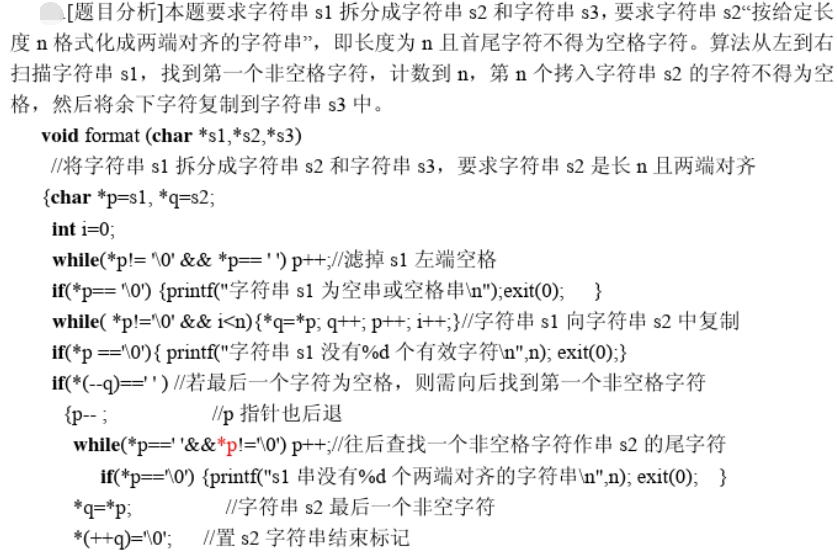 [题目分析]本题要求字符串 s1 拆分成字符串 s2 和字符串 s3，要求字符串 s2“按给定长
度 n 格式化成两端对齐的字符串”，即长度为 n 且首尾字符不得为空格字符。算法从左到右
扫描字符串 s1，找到第一个非空格字符，计数到 n，第 n 个拷入字符串 s2 的字符不得为空
格，然后将余下字符复制到字符串 s3 中。
void format (char *s1,*s2,*s3)
//将字符串 s1 拆分成字符串 s2 和字符串 s3，要求字符串 s2 是长 n 且两端对齐
{char *p=s1, *q=s2;
int i=0;
while(*p!= '\0' && *p== ' ') p++;//滤掉 s1 左端空格
if(*p== '\0') {printf("字符串 s1 为空串或空格串\n");exit(0); }
while( *p!='\0' && i<n){*q=*p; q++; p++; i++;}//字符串 s1 向字符串 s2 中复制
if(*p =='\0'){ printf("字符串 s1 没有%d 个有效字符\n",n); exit(0);}
if(*(--q)==' ' ) //若最后一个字符为空格，则需向后找到第一个非空格字符
{p-- ; //p 指针也后退
while(*p==' '&&*p!='\0') p++;//往后查找一个非空格字符作串 s2 的尾字符
if(*p=='\0') {printf("s1 串没有%d 个两端对齐的字符串\n",n); exit(0); }
*q=*p; //字符串 s2 最后一个非空字符
*(++q)='\0'; //置 s2 字符串结束标记